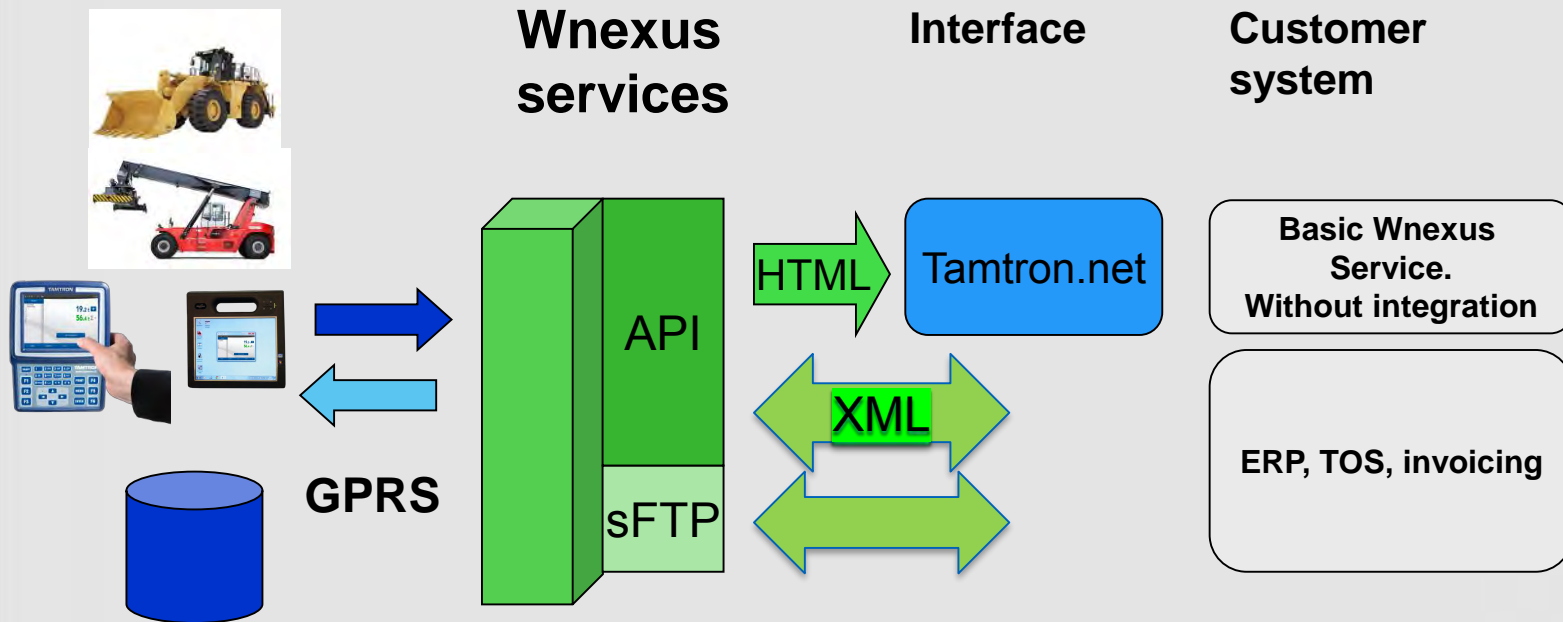 Wnexus
services
Interface
Customer
system
TAMTRON
HTML
Tamtron.net
Basic Wnexus
Service.
Without integration
API
XML
ERP, TOS, invoicing
GPRS
sFTP